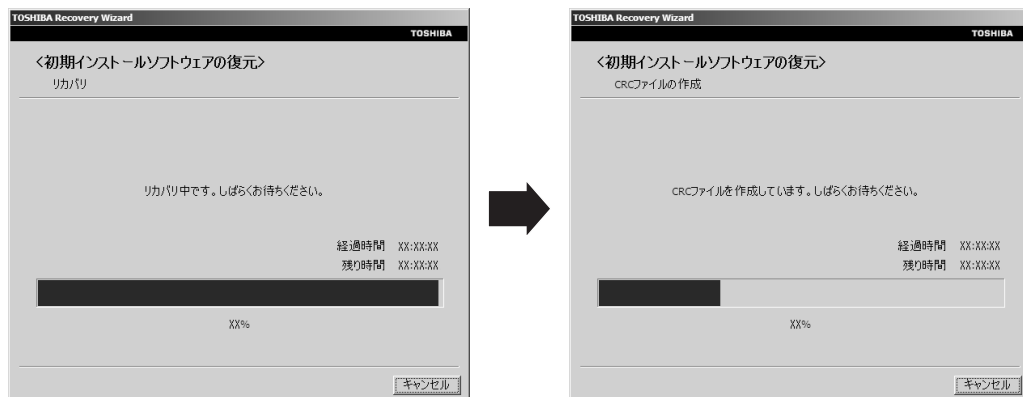 TOSHIBA Recovery Wizard
TOSHIBA
<初期インストールソフトウェアの復元>
リカバリ
リカバリ中です。しばらくお待ちください。
経過時間 XX:XX:XX
残り時間 XX:XX:XX
XX%
キャンセル
TOSHIBA Recovery Wizard
TOSHIBA
<初期インストールソフトウェアの復元>
CRCファイルの作成
CRCファイルを作成しています。しばらくお待ちください。
経過時間 XX:XX:XX
残り時間 XX:XX:XX
XX%
キャンセル